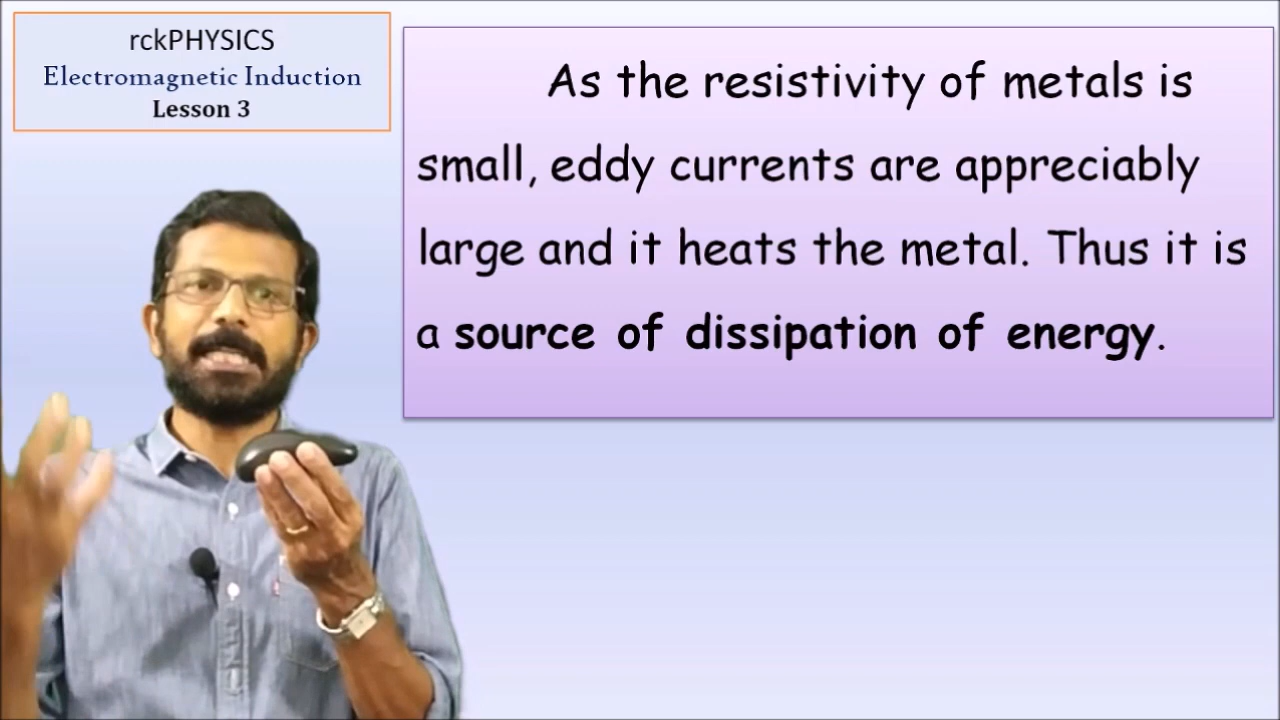 rckPHYSICS
Electromagnetic Induction
Lesson 3
As the resistivity of metals is
small, eddy currents are appreciably
large and it heats the metal. Thus it is
a source of dissipation of energy.